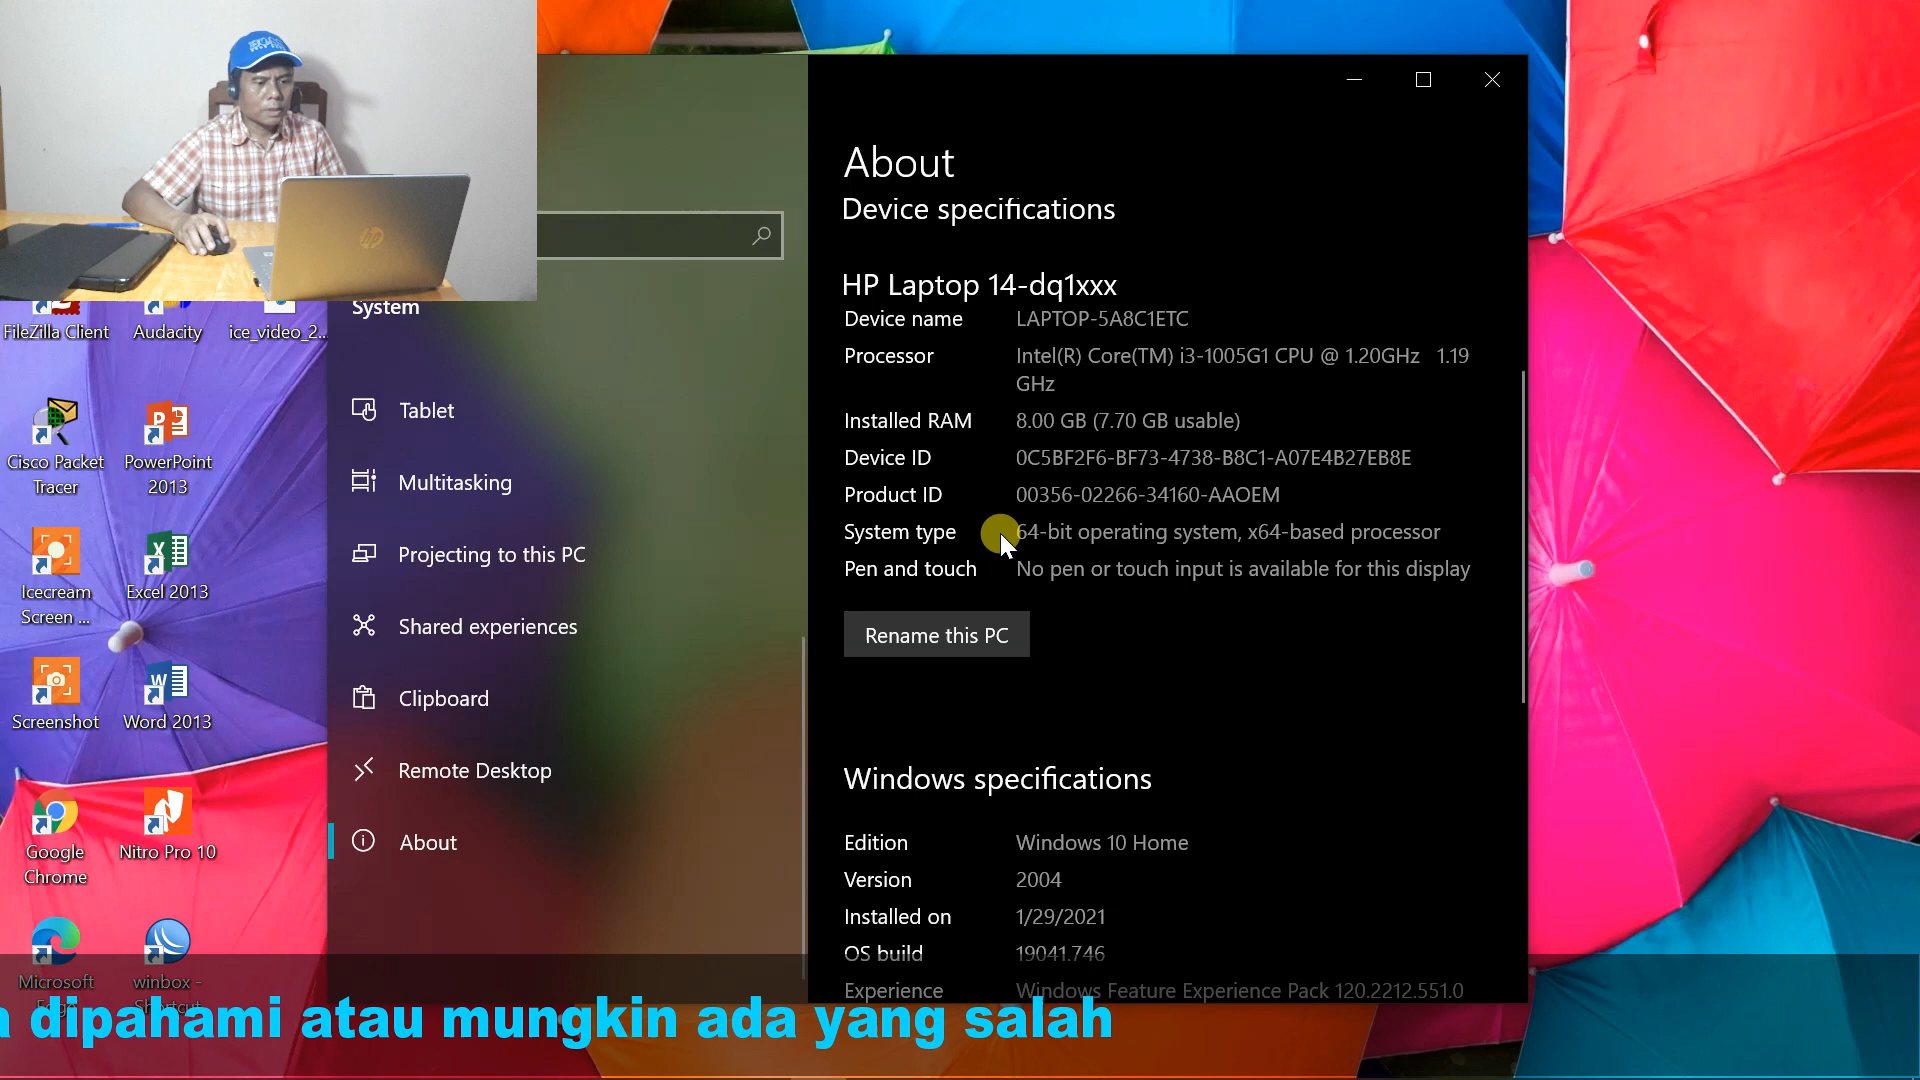 About
Device specifications
HP Laptop 14-dq1xxx
Device name LAPTOP-5A8C1ETC
Processor Intel(R) Core(TM) i3-1005G1 CPU @ 1.20GHz 1.19
GHz
Installed RAM 8.00 GB (7.70 GB usable)
Device ID 0C5BF2F6-BF73-4738-B8C1-A07E4B27EB8E
Product ID 00356-02266-34160-AAOEM
System type 64-bit operating system, x64-based processor
Pen and touch No pen or touch input is available for this display
Rename this PC
Windows specifications
Edition Windows 10 Home
Version 2004
Installed on 1/29/2021
OS build 19041.746
Experience Windows Feature Experience Pack 120.2212.551.0
System
Tablet
Multitasking
Projecting to this PC
Shared experiences
Clipboard
Remote Desktop
About
FileZilla Client
Audacity
ice_video_2...
Cisco Packet
Tracer
PowerPoint
2013
Icecream
Screen ...
Excel 2013
Screenshot
Word 2013
Google
Chrome
Nitro Pro 10
Microsoft
Edge
winbox -
Shortcut
hp
a dipahami atau mungkin ada yang salah